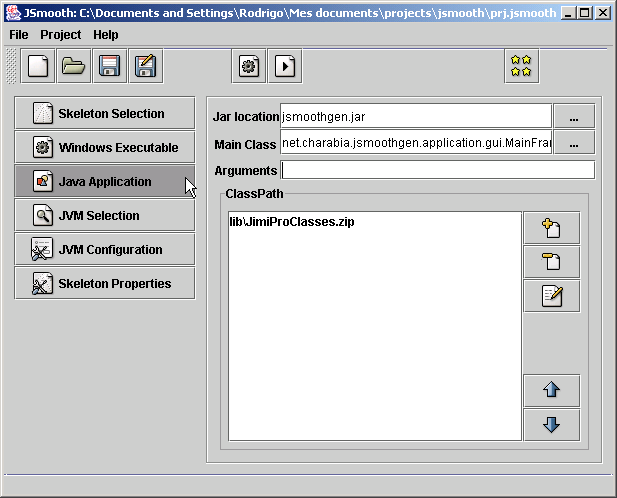 JSmooth: C:\Documents and Settings\Rodrigo\Mes documents\projects\jsmooth\prj.jsmooth
File Project Help
Skeleton Selection
Windows Executable
Java Application
JVM Selection
JVM Configuration
Skeleton Properties
Jar location jsmoothgen.jar ...
Main Class net.charabia.jsmoothgen.application.gui.MainFrar ...
Arguments
ClassPath
lib\JimiProClasses.zip